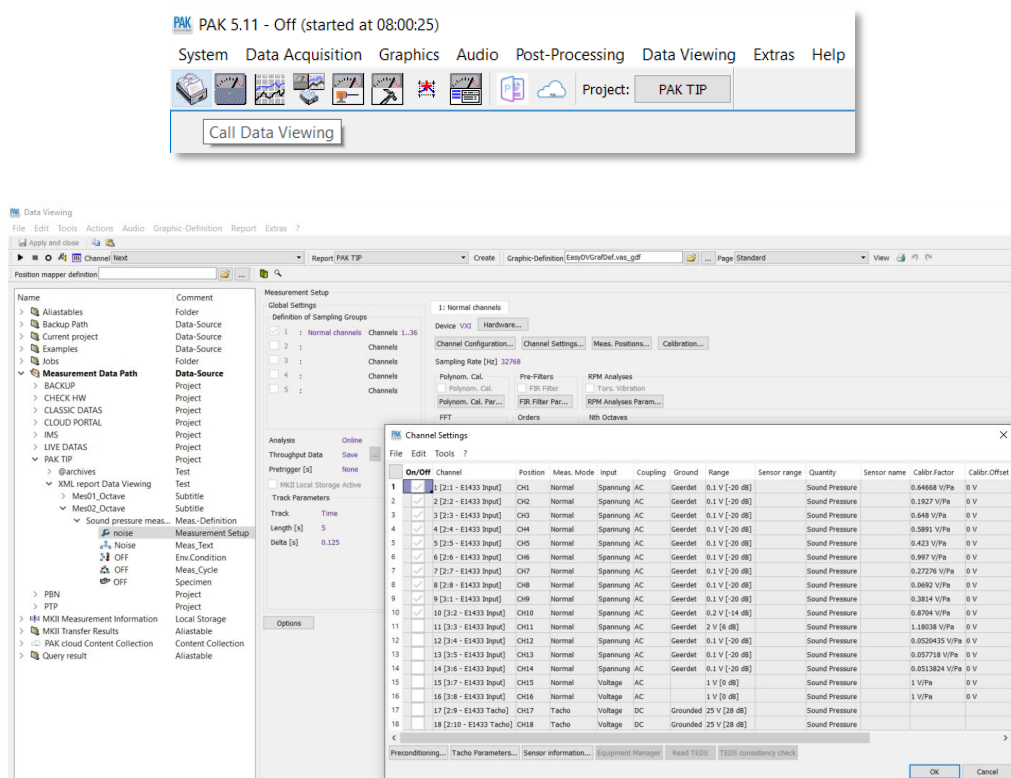 PAK PAK 5.11 - Off (started at 08:00:25)
System Data Acquisition Graphics Audio Post-Processing Data Viewing Extras Help
Project: PAK TIP
Call Data Viewing
PAK Data Viewing
File Edit Tools Actions Audio Graphic-Definition Report Extras ?
Apply and close
Channel Next Report PAK TIP Create Graphic-Definition EasyDVGrafDef.vas_gdf ... Page Standard View
Position mapper definition ...
Name Comment
> Aliastables Folder
> Backup Path Data-Source
> Current project Data-Source
> Examples Data-Source
> Jobs Folder
Measurement Data Path Data-Source
> BACKUP Project
> CHECK HW Project
> CLASSIC DATAS Project
> CLOUD PORTAL Project
> IMS Project
> LIVE DATAS Project
PAK TIP Project
> @archives Test
XML report Data Viewing Test
> Mes01_Octave Subtitle
Mes02_Octave Subtitle
Sound pressure meas... Meas.-Definition
noise Measurement Setup
Noise Meas_Text
OFF Env.Condition
OFF Meas_Cycle
OFF Specimen
> PBN Project
> PTP Project
> MKII Measurement Information Local Storage
> MKII Transfer Results Aliastable
> PAK cloud Content Collection Content Collection
> Query result Aliastable
Measurement Setup
Global Settings
Definition of Sampling Groups
1 : Normal channels Channels 1..36
2 : Channels
3 : Channels
4 : Channels
5 : Channels
Analysis Online
Throughput Data Save ...
Pretrigger [s] None
MKII Local Storage Active
Track Parameters
Track Time
Length [s] 5
Delta [s] 0.125
Options
1: Normal channels
Device VXI Hardware...
Channel Configuration... Channel Settings... Meas. Positions... Calibration...
Sampling Rate [Hz] 32768
Polynom. Cal. Pre-Filters RPM Analyses
Polynom. Cal. FIR Filter Tors. Vibration
Polynom. Cal. Par... FIR Filter Par... RPM Analyses Param...
FFT Orders Nth Octaves
PAK Channel Settings
File Edit Tools ?
On/Off Channel Position Meas. Mode Input Coupling Ground Range Sensor range Quantity Sensor name Calibr.Factor Calibr.Offset
1 1 [2:1 - E1433 Input] CH1 Normal Spannung AC Geerdet 0.1 V [-20 dB] Sound Pressure 0.64668 V/Pa 0 V
2 2 [2:2 - E1433 Input] CH2 Normal Spannung AC Geerdet 0.1 V [-20 dB] Sound Pressure 0.1927 V/Pa 0 V
3 3 [2:3 - E1433 Input] CH3 Normal Spannung AC Geerdet 0.1 V [-20 dB] Sound Pressure 0.648 V/Pa 0 V
4 4 [2:4 - E1433 Input] CH4 Normal Spannung AC Geerdet 0.1 V [-20 dB] Sound Pressure 0.5891 V/Pa 0 V
5 5 [2:5 - E1433 Input] CH5 Normal Spannung AC Geerdet 0.1 V [-20 dB] Sound Pressure 0.423 V/Pa 0 V
6 6 [2:6 - E1433 Input] CH6 Normal Spannung AC Geerdet 0.1 V [-20 dB] Sound Pressure 0.997 V/Pa 0 V
7 7 [2:7 - E1433 Input] CH7 Normal Spannung AC Geerdet 0.1 V [-20 dB] Sound Pressure 0.27276 V/Pa 0 V
8 8 [2:8 - E1433 Input] CH8 Normal Spannung AC Geerdet 0.1 V [-20 dB] Sound Pressure 0.0692 V/Pa 0 V
9 9 [3:1 - E1433 Input] CH9 Normal Spannung AC Geerdet 0.1 V [-20 dB] Sound Pressure 0.3814 V/Pa 0 V
10 10 [3:2 - E1433 Input] CH10 Normal Spannung AC Geerdet 0.2 V [-14 dB] Sound Pressure 0.8704 V/Pa 0 V
11 11 [3:3 - E1433 Input] CH11 Normal Spannung AC Geerdet 2 V [6 dB] Sound Pressure 1.18038 V/Pa 0 V
12 12 [3:4 - E1433 Input] CH12 Normal Spannung AC Geerdet 0.1 V [-20 dB] Sound Pressure 0.0520435 V/Pa 0 V
13 13 [3:5 - E1433 Input] CH13 Normal Spannung AC Geerdet 0.1 V [-20 dB] Sound Pressure 0.057718 V/Pa 0 V
14 14 [3:6 - E1433 Input] CH14 Normal Spannung AC Geerdet 0.1 V [-20 dB] Sound Pressure 0.0513824 V/Pa 0 V
15 15 [3:7 - E1433 Input] CH15 Normal Voltage AC 1 V [0 dB] Sound Pressure 1 V/Pa 0 V
16 16 [3:8 - E1433 Input] CH16 Normal Voltage AC 1 V [0 dB] Sound Pressure 1 V/Pa 0 V
17 17 [2:9 - E1433 Tacho] CH17 Tacho Voltage DC Grounded 25 V [28 dB] Sound Pressure
18 18 [2:10 - E1433 Tacho] CH18 Tacho Voltage DC Grounded 25 V [28 dB] Sound Pressure
Preconditioning... Tacho Parameters... Sensor information... Equipment Manager Read TEDS TEDS consistency check
OK Cancel